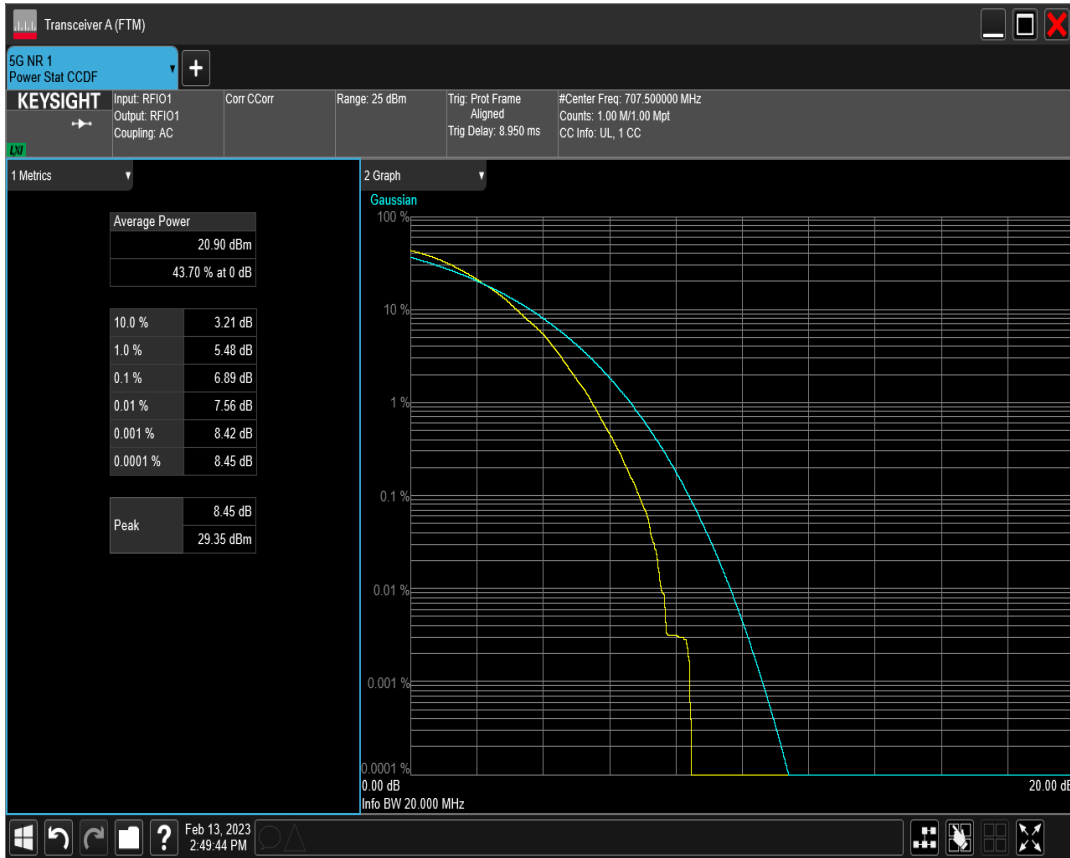 Transceiver A (FTM)
5G NR 1
Power Stat CCDF
+
KEYSIGHT
LXI
Input: RFIO1
Output: RFIO1
Coupling: AC
Corr CCorr
Range: 25 dBm
Trig: Prot Frame
Aligned
Trig Delay: 8.950 ms
#Center Freq: 707.500000 MHz
Counts: 1.00 M/1.00 Mpt
CC Info: UL, 1 CC
1 Metrics
Average Power
20.90 dBm
43.70 % at 0 dB
10.0 % 3.21 dB
1.0 % 5.48 dB
0.1 % 6.89 dB
0.01 % 7.56 dB
0.001 % 8.42 dB
0.0001 % 8.45 dB
Peak
8.45 dB
29.35 dBm
2 Graph
Gaussian
100 %
10 %
1 %
0.1 %
0.01 %
0.001 %
0.0001 %
0.00 dB
20.00 dB
Info BW 20.000 MHz
?
Feb 13, 2023
2:49:44 PM